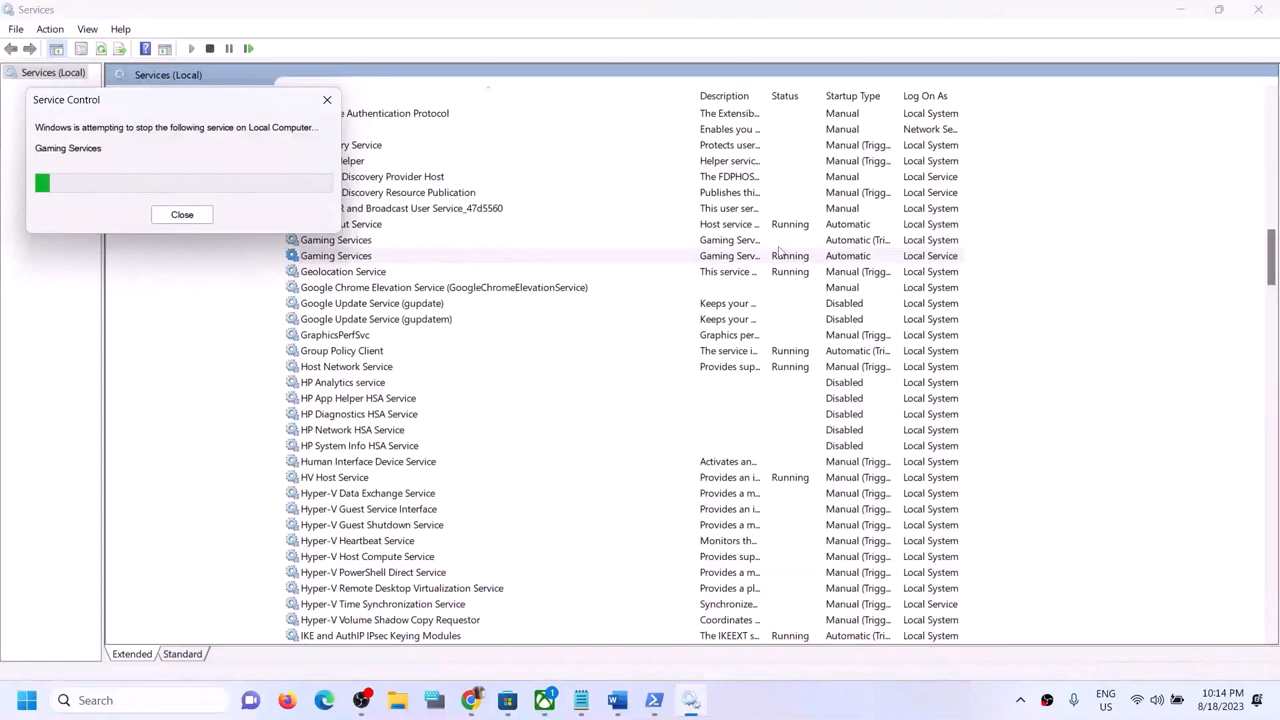 Services
File Action View Help
Services (Local)
Services (Local)
Service Control
Windows is attempting to stop the following service on Local Computer...
Gaming Services
Close
Description Status Startup Type Log On As
e Authentication Protocol The Extensib... Manual Local System
Enables you ... Manual Network Se...
ry Service Protects user... Manual (Trigg... Local System
Helper Helper servic... Manual (Trigg... Local System
Discovery Provider Host The FDPHOS... Manual Local Service
Discovery Resource Publication Publishes thi... Manual (Trigg... Local Service
R and Broadcast User Service_47d5560 This user ser... Manual Local System
ut Service Host service ... Running Automatic Local System
Gaming Services Gaming Serv... Automatic (Tri... Local System
Gaming Services Gaming Serv... Running Automatic Local Service
Geolocation Service This service ... Running Manual (Trigg... Local System
Google Chrome Elevation Service (GoogleChromeElevationService) Manual Local System
Google Update Service (gupdate) Keeps your ... Disabled Local System
Google Update Service (gupdatem) Keeps your ... Disabled Local System
GraphicsPerfSvc Graphics per... Manual (Trigg... Local System
Group Policy Client The service i... Running Automatic (Tri... Local System
Host Network Service Provides sup... Running Manual (Trigg... Local System
HP Analytics service Disabled Local System
HP App Helper HSA Service Disabled Local System
HP Diagnostics HSA Service Disabled Local System
HP Network HSA Service Disabled Local System
HP System Info HSA Service Disabled Local System
Human Interface Device Service Activates an... Manual (Trigg... Local System
HV Host Service Provides an i... Running Manual (Trigg... Local System
Hyper-V Data Exchange Service Provides a m... Manual (Trigg... Local System
Hyper-V Guest Service Interface Provides an i... Manual (Trigg... Local System
Hyper-V Guest Shutdown Service Provides a m... Manual (Trigg... Local System
Hyper-V Heartbeat Service Monitors th... Manual (Trigg... Local System
Hyper-V Host Compute Service Provides sup... Manual (Trigg... Local System
Hyper-V PowerShell Direct Service Provides a m... Manual (Trigg... Local System
Hyper-V Remote Desktop Virtualization Service Provides a pl... Manual (Trigg... Local System
Hyper-V Time Synchronization Service Synchronize... Manual (Trigg... Local Service
Hyper-V Volume Shadow Copy Requestor Coordinates ... Manual (Trigg... Local System
IKE and AuthIP IPsec Keying Modules The IKEEXT s... Running Automatic (Tri... Local System
Extended Standard
Search
1
ENG
US
10:14 PM
8/18/2023